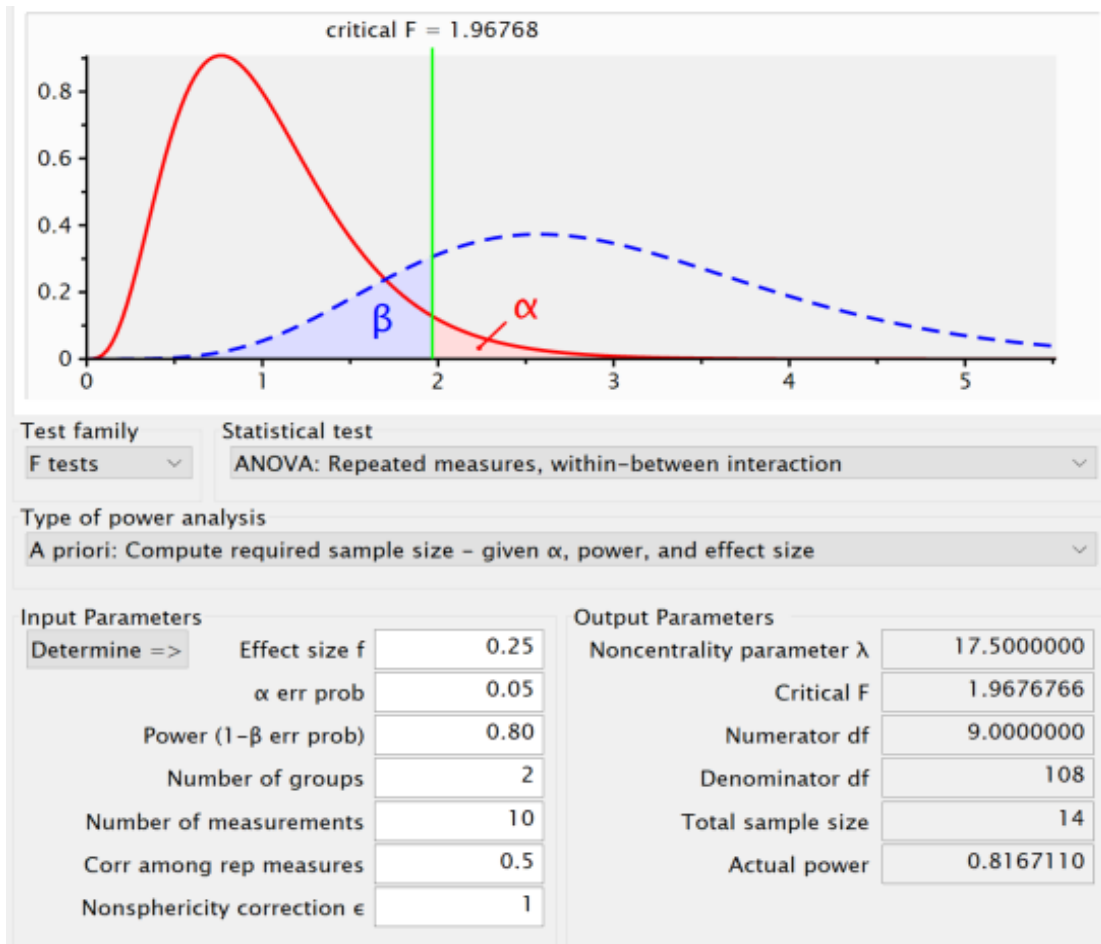 critical F = 1.96768
0.8
0.6
0.4
0.2
0
β
α
0 1 2 3 4 5
Test family Statistical test
F tests ANOVA: Repeated measures, within-between interaction
Type of power analysis
A priori: Compute required sample size - given α, power, and effect size
Input Parameters Output Parameters
Determine => Effect size f 0.25 Noncentrality parameter λ 17.5000000
α err prob 0.05 Critical F 1.9676766
Power (1-β err prob) 0.80 Numerator df 9.0000000
Number of groups 2 Denominator df 108
Number of measurements 10 Total sample size 14
Corr among rep measures 0.5 Actual power 0.8167110
Nonsphericity correction ϵ 1